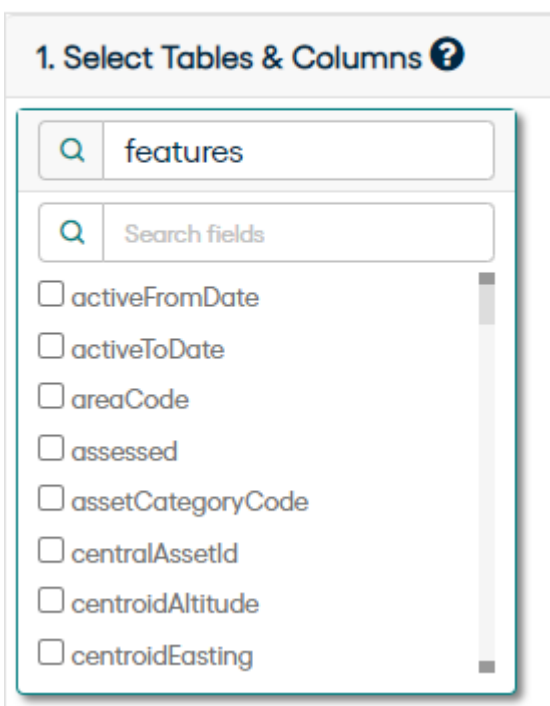 1. Select Tables & Columns ?
features
Search fields
activeFromDate
activeToDate
areaCode
assessed
assetCategoryCode
centralAssetId
centroidAltitude
centroidEasting